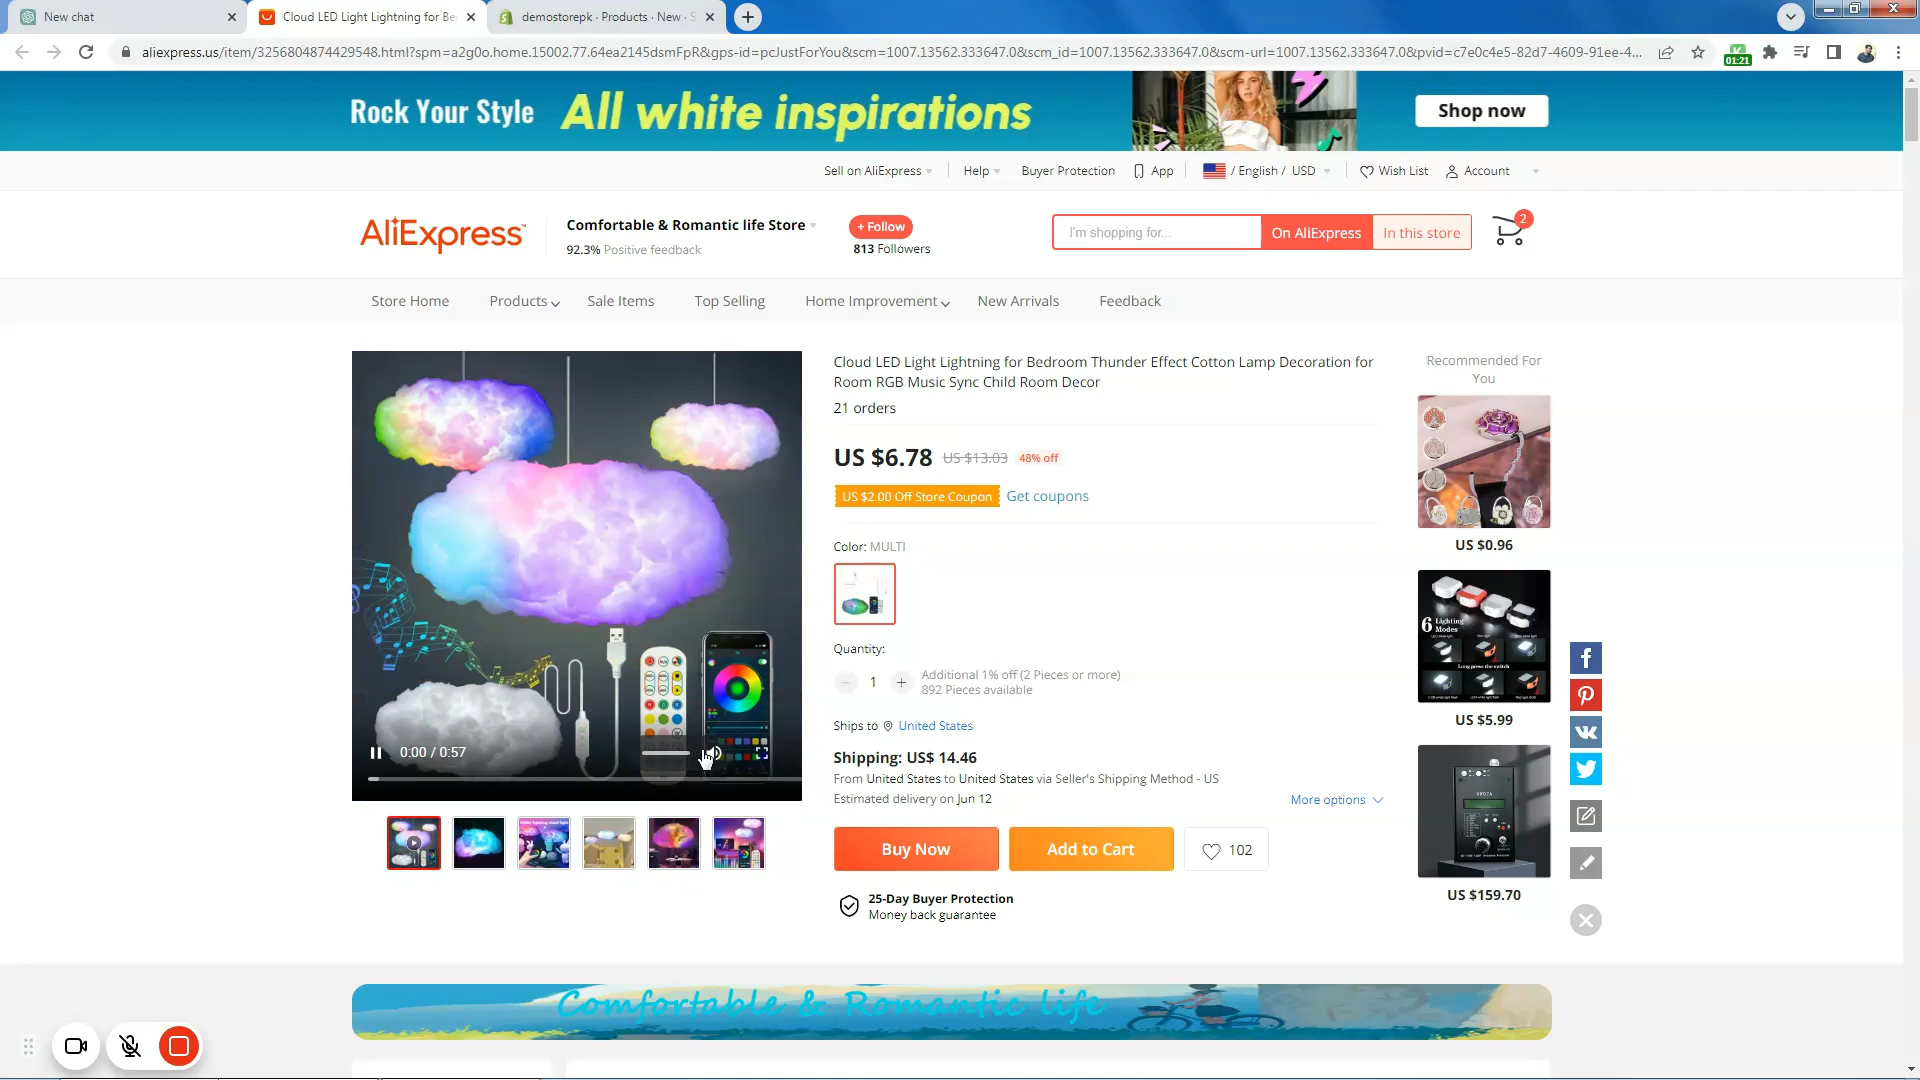 New chat
Cloud LED Light Lightning for Be
demostorepk · Products · New · S
aliexpress.us/item/3256804874429548.html?spm=a2g0o.home.15002.77.64ea2145dsmFpR&gps-id=pcJustForYou&scm=1007.13562.333647.0&scm_id=1007.13562.333647.0&scm-url=1007.13562.333647.0&pvid=c7e0c4e5-82d7-4609-91ee-4...
01:21
Rock Your Style
All white inspirations
Shop now
Sell on AliExpress
Help
Buyer Protection
App
/ English / USD
Wish List
Account
AliExpress
Comfortable & Romantic life Store
92.3% Positive feedback
+ Follow
813 Followers
I'm shopping for...
On AliExpress
In this store
2
Store Home
Products
Sale Items
Top Selling
Home Improvement
New Arrivals
Feedback
0:00 / 0:57
Cloud LED Light Lightning for Bedroom Thunder Effect Cotton Lamp Decoration for
Room RGB Music Sync Child Room Decor
21 orders
US $6.78 US $13.03 48% off
US $2.00 Off Store Coupon Get coupons
Color: MULTI
Quantity:
1
Additional 1% off (2 Pieces or more)
892 Pieces available
Ships to United States
Shipping: US$ 14.46
From United States to United States via Seller's Shipping Method - US
Estimated delivery on Jun 12
More options
Buy Now
Add to Cart
102
25-Day Buyer Protection
Money back guarantee
Recommended For
You
US $0.96
6 Lighting
Modes
US $5.99
US $159.70
Comfortable & Romantic life